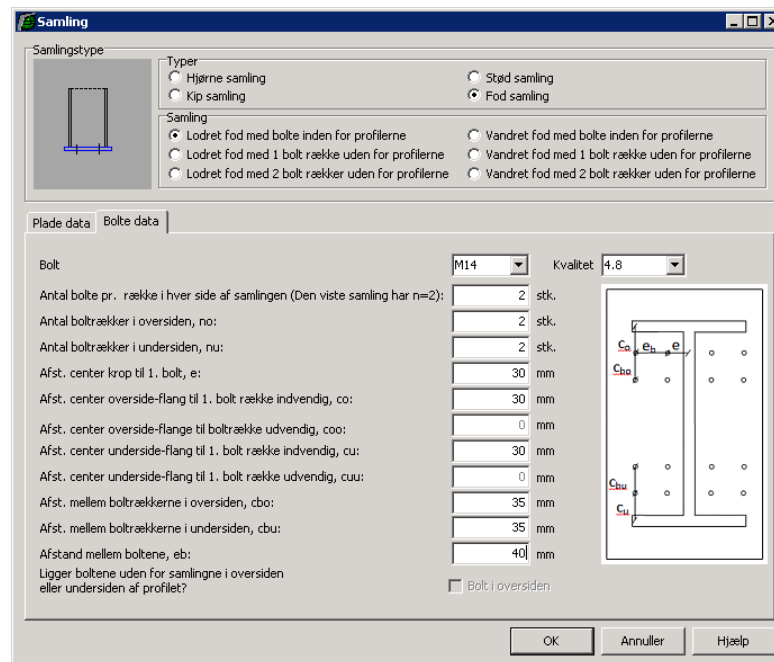 Samling
Samlingstype
Typer
Hjørne samling
Stød samling
Kip samling
Fod samling
Samling
Lodret fod med bolte inden for profilerne
Vandret fod med bolte inden for profilerne
Lodret fod med 1 bolt række uden for profilerne
Vandret fod med 1 bolt række uden for profilerne
Lodret fod med 2 bolt rækker uden for profilerne
Vandret fod med 2 bolt rækker uden for profilerne
Plade data
Bolte data
Bolt M14 Kvalitet 4.8
Antal bolte pr. række i hver side af samlingen (Den viste samling har n=2): 2 stk.
Antal boltrækker i oversiden, no: 2 stk.
Antal boltrækker i undersiden, nu: 2 stk.
Afst. center krop til 1. bolt, e: 30 mm
Afst. center overside-flang til 1. bolt række indvendig, co: 30 mm
Afst. center overside-flange til boltrække udvendig, coo: 0 mm
Afst. center underside-flang til 1. bolt række indvendig, cu: 30 mm
Afst. center underside-flang til 1. bolt række udvendig, cuu: 0 mm
Afst. mellem boltrækkerne i oversiden, cbo: 35 mm
Afst. mellem boltrækkerne i undersiden, cbu: 35 mm
Afstand mellem boltene, eb: 40 mm
Ligger boltene uden for samlingne i oversiden
eller undersiden af profilet?
Bolt i oversiden
co eb e
cbo
cbu
cu
OK
Annuller
Hjælp